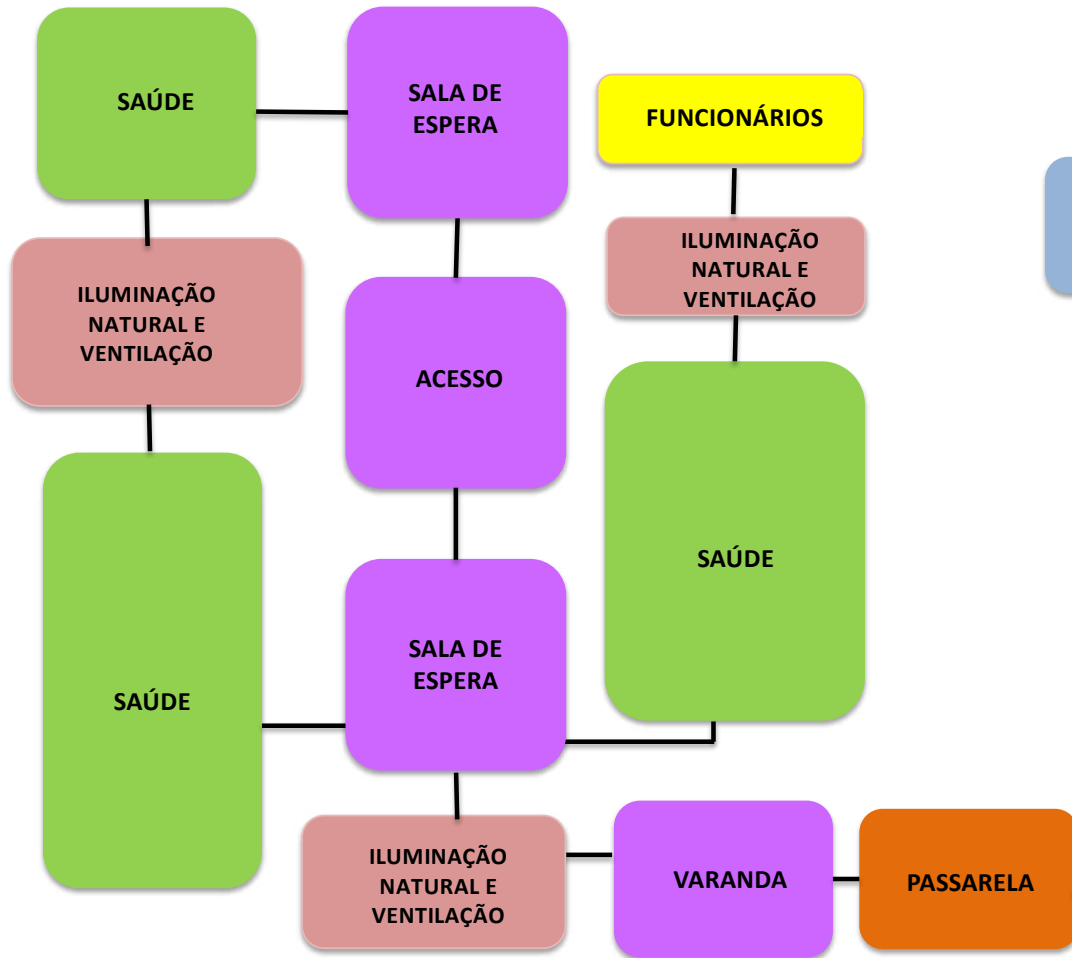 SAÚDE
SALA DE
ESPERA
FUNCIONÁRIOS
ILUMINAÇÃO
NATURAL E
VENTILAÇÃO
ILUMINAÇÃO
NATURAL E
VENTILAÇÃO
ACESSO
SAÚDE
SALA DE
ESPERA
SAÚDE
ILUMINAÇÃO
NATURAL E
VENTILAÇÃO
VARANDA
PASSARELA